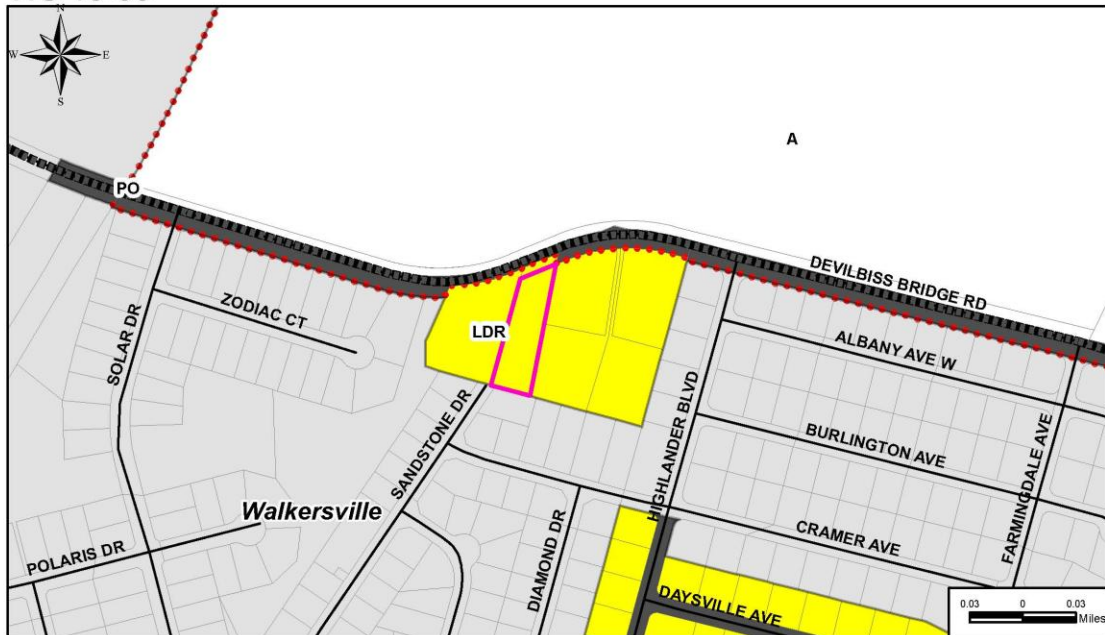 N
W E
S
A
PO
DEVILBISS BRIDGE RD
ZODIAC CT
SOLAR DR
LDR
ALBANY AVE W
HIGHLANDER BLVD
SANDSTONE DR
BURLINGTON AVE
FARMINGDALE AVE
Walkersville
DIAMOND DR
CRAMER AVE
POLARIS DR
DAYSVILLE AVE
0.03 0 0.03
Miles